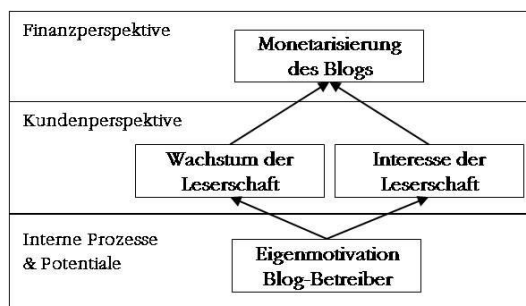 Finanzperspektive
Monetarisierung
des Blogs
Kundenperspektive
Wachstum der
Leserschaft
Interesse der
Leserschaft
Interne Prozesse
& Potentiale
Eigenmotivation
Blog-Betreiber